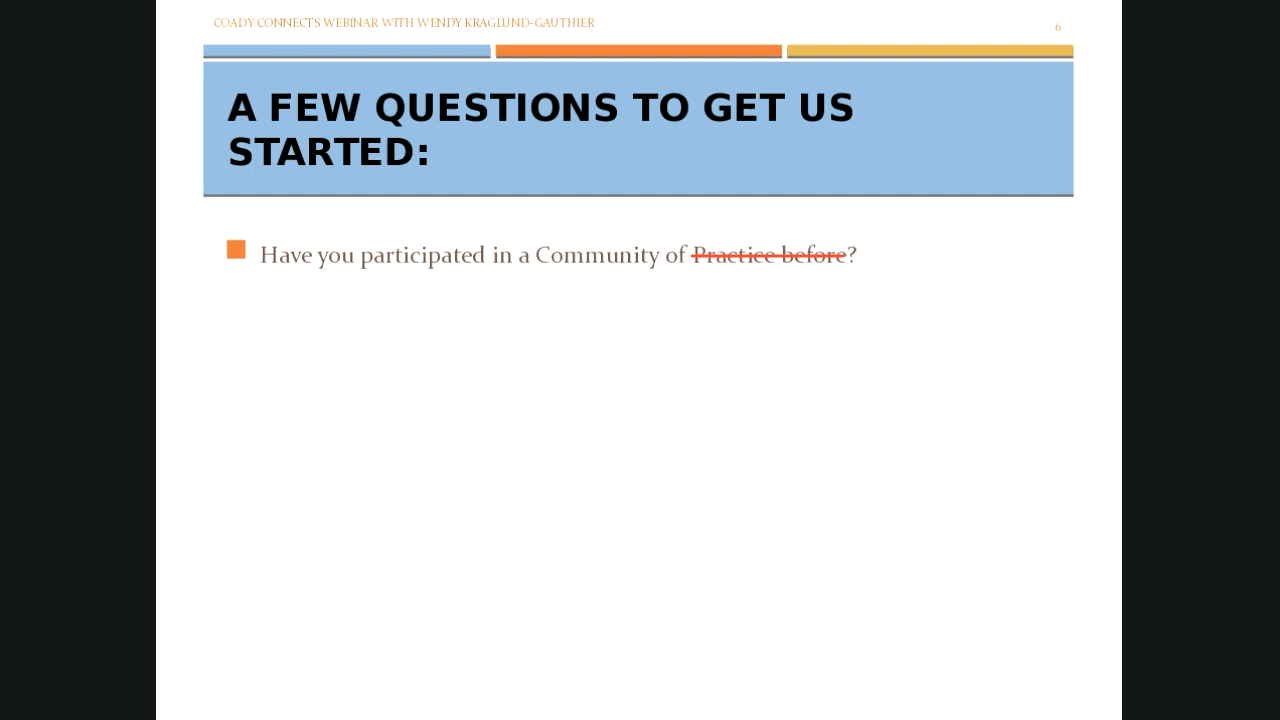 COADY CONNECTS WEBINAR WITH WENDY KRAGLUND-GAUTHIER
6
A FEW QUESTIONS TO GET US
STARTED:
Have you participated in a Community of Practice before?